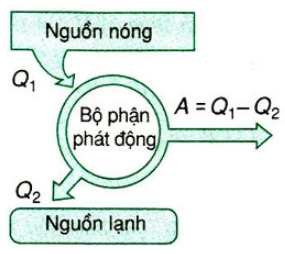 Nguồn nóng
Q₁
Bộ phận
phát động
A = Q₁ – Q₂
Q₂
Nguồn lạnh